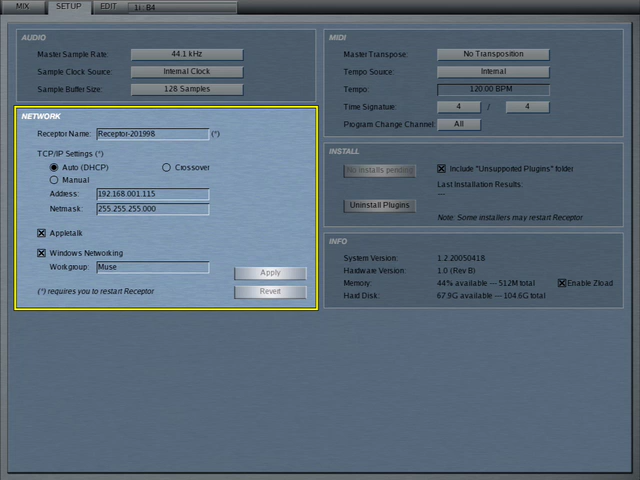 MIX SETUP EDIT 1i: B4
AUDIO
Master Sample Rate: 44.1 kHz
Sample Clock Source: Internal Clock
Sample Buffer Size: 128 Samples
NETWORK
Receptor Name: Receptor-201998 (*)
TCP/IP Settings (*)
Auto (DHCP) Crossover
Manual
Address: 192.168.001.115
Netmask: 255.255.255.000
Appletalk
Windows Networking
Workgroup: Muse
Apply
(*) requires you to restart Receptor Revert
MIDI
Master Transpose: No Transposition
Tempo Source: Internal
Tempo: 120.00 BPM
Time Signature: 4 / 4
Program Change Channel: All
INSTALL
No installs pending Include "Unsupported Plugins" folder
Last Installation Results:
---
Uninstall Plugins
Note: Some installers may restart Receptor
INFO
System Version: 1.2.20050418
Hardware Version: 1.0 (Rev B)
Memory: 44% available --- 512M total Enable Zload
Hard Disk: 67.9G available --- 104.6G total